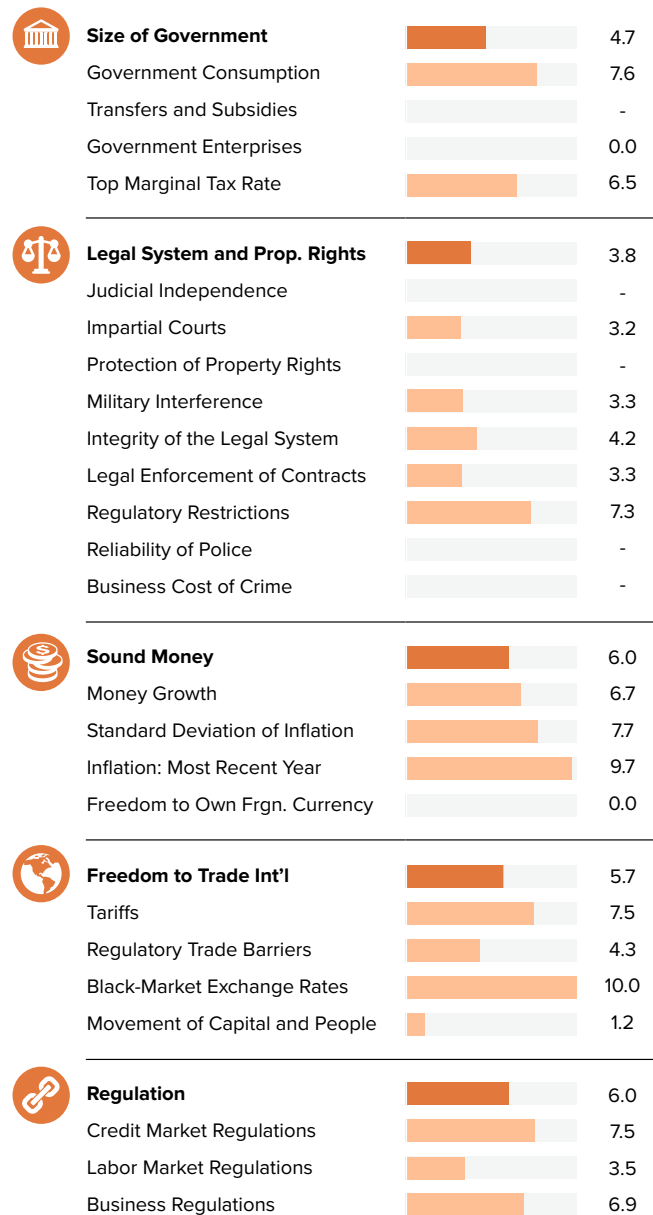 Size of Government 4.7
Government Consumption 7.6
Transfers and Subsidies -
Government Enterprises 0.0
Top Marginal Tax Rate 6.5
Legal System and Prop. Rights 3.8
Judicial Independence -
Impartial Courts 3.2
Protection of Property Rights -
Military Interference 3.3
Integrity of the Legal System 4.2
Legal Enforcement of Contracts 3.3
Regulatory Restrictions 7.3
Reliability of Police -
Business Cost of Crime -
$
Sound Money 6.0
Money Growth 6.7
Standard Deviation of Inflation 7.7
Inflation: Most Recent Year 9.7
Freedom to Own Frgn. Currency 0.0
Freedom to Trade Int’l 5.7
Tariffs 7.5
Regulatory Trade Barriers 4.3
Black-Market Exchange Rates 10.0
Movement of Capital and People 1.2
Regulation 6.0
Credit Market Regulations 7.5
Labor Market Regulations 3.5
Business Regulations 6.9